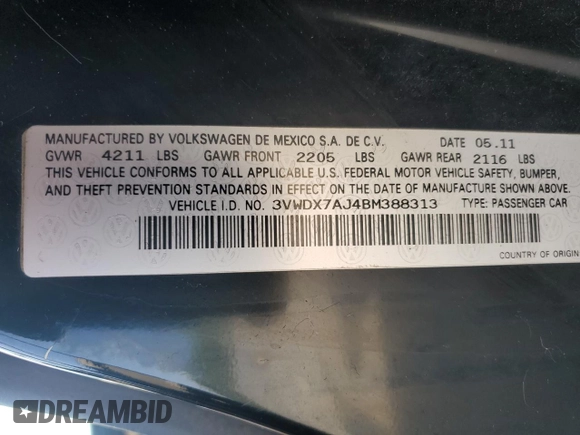 MANUFACTURED BY VOLKSWAGEN DE MEXICO S.A. DE C.V. DATE 05.11
GVWR 4211 LBS GAWR FRONT 2205 LBS GAWR REAR 2116 LBS
THIS VEHICLE CONFORMS TO ALL APPLICABLE U.S. FEDERAL MOTOR VEHICLE SAFETY, BUMPER,
AND THEFT PREVENTION STANDARDS IN EFFECT ON THE DATE OF MANUFACTURE SHOWN ABOVE.
VEHICLE I.D. NO. 3VWDX7AJ4BM388313 TYPE: PASSENGER CAR
COUNTRY OF ORIGIN
DREAMBID